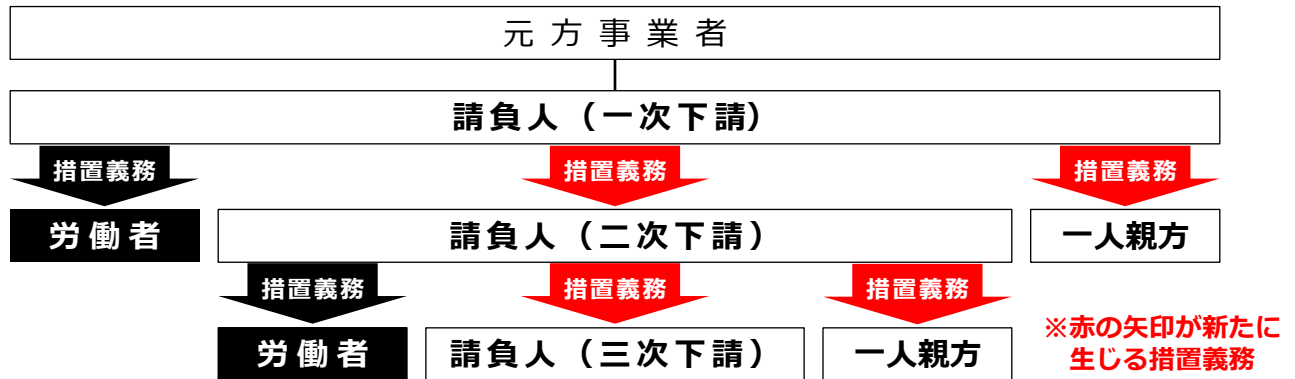 元方事業者
請負人（一次下請）
措置義務
措置義務
措置義務
労働者
請負人（二次下請）
一人親方
措置義務
措置義務
措置義務
労働者
請負人（三次下請）
一人親方
※赤の矢印が新たに
生じる措置義務